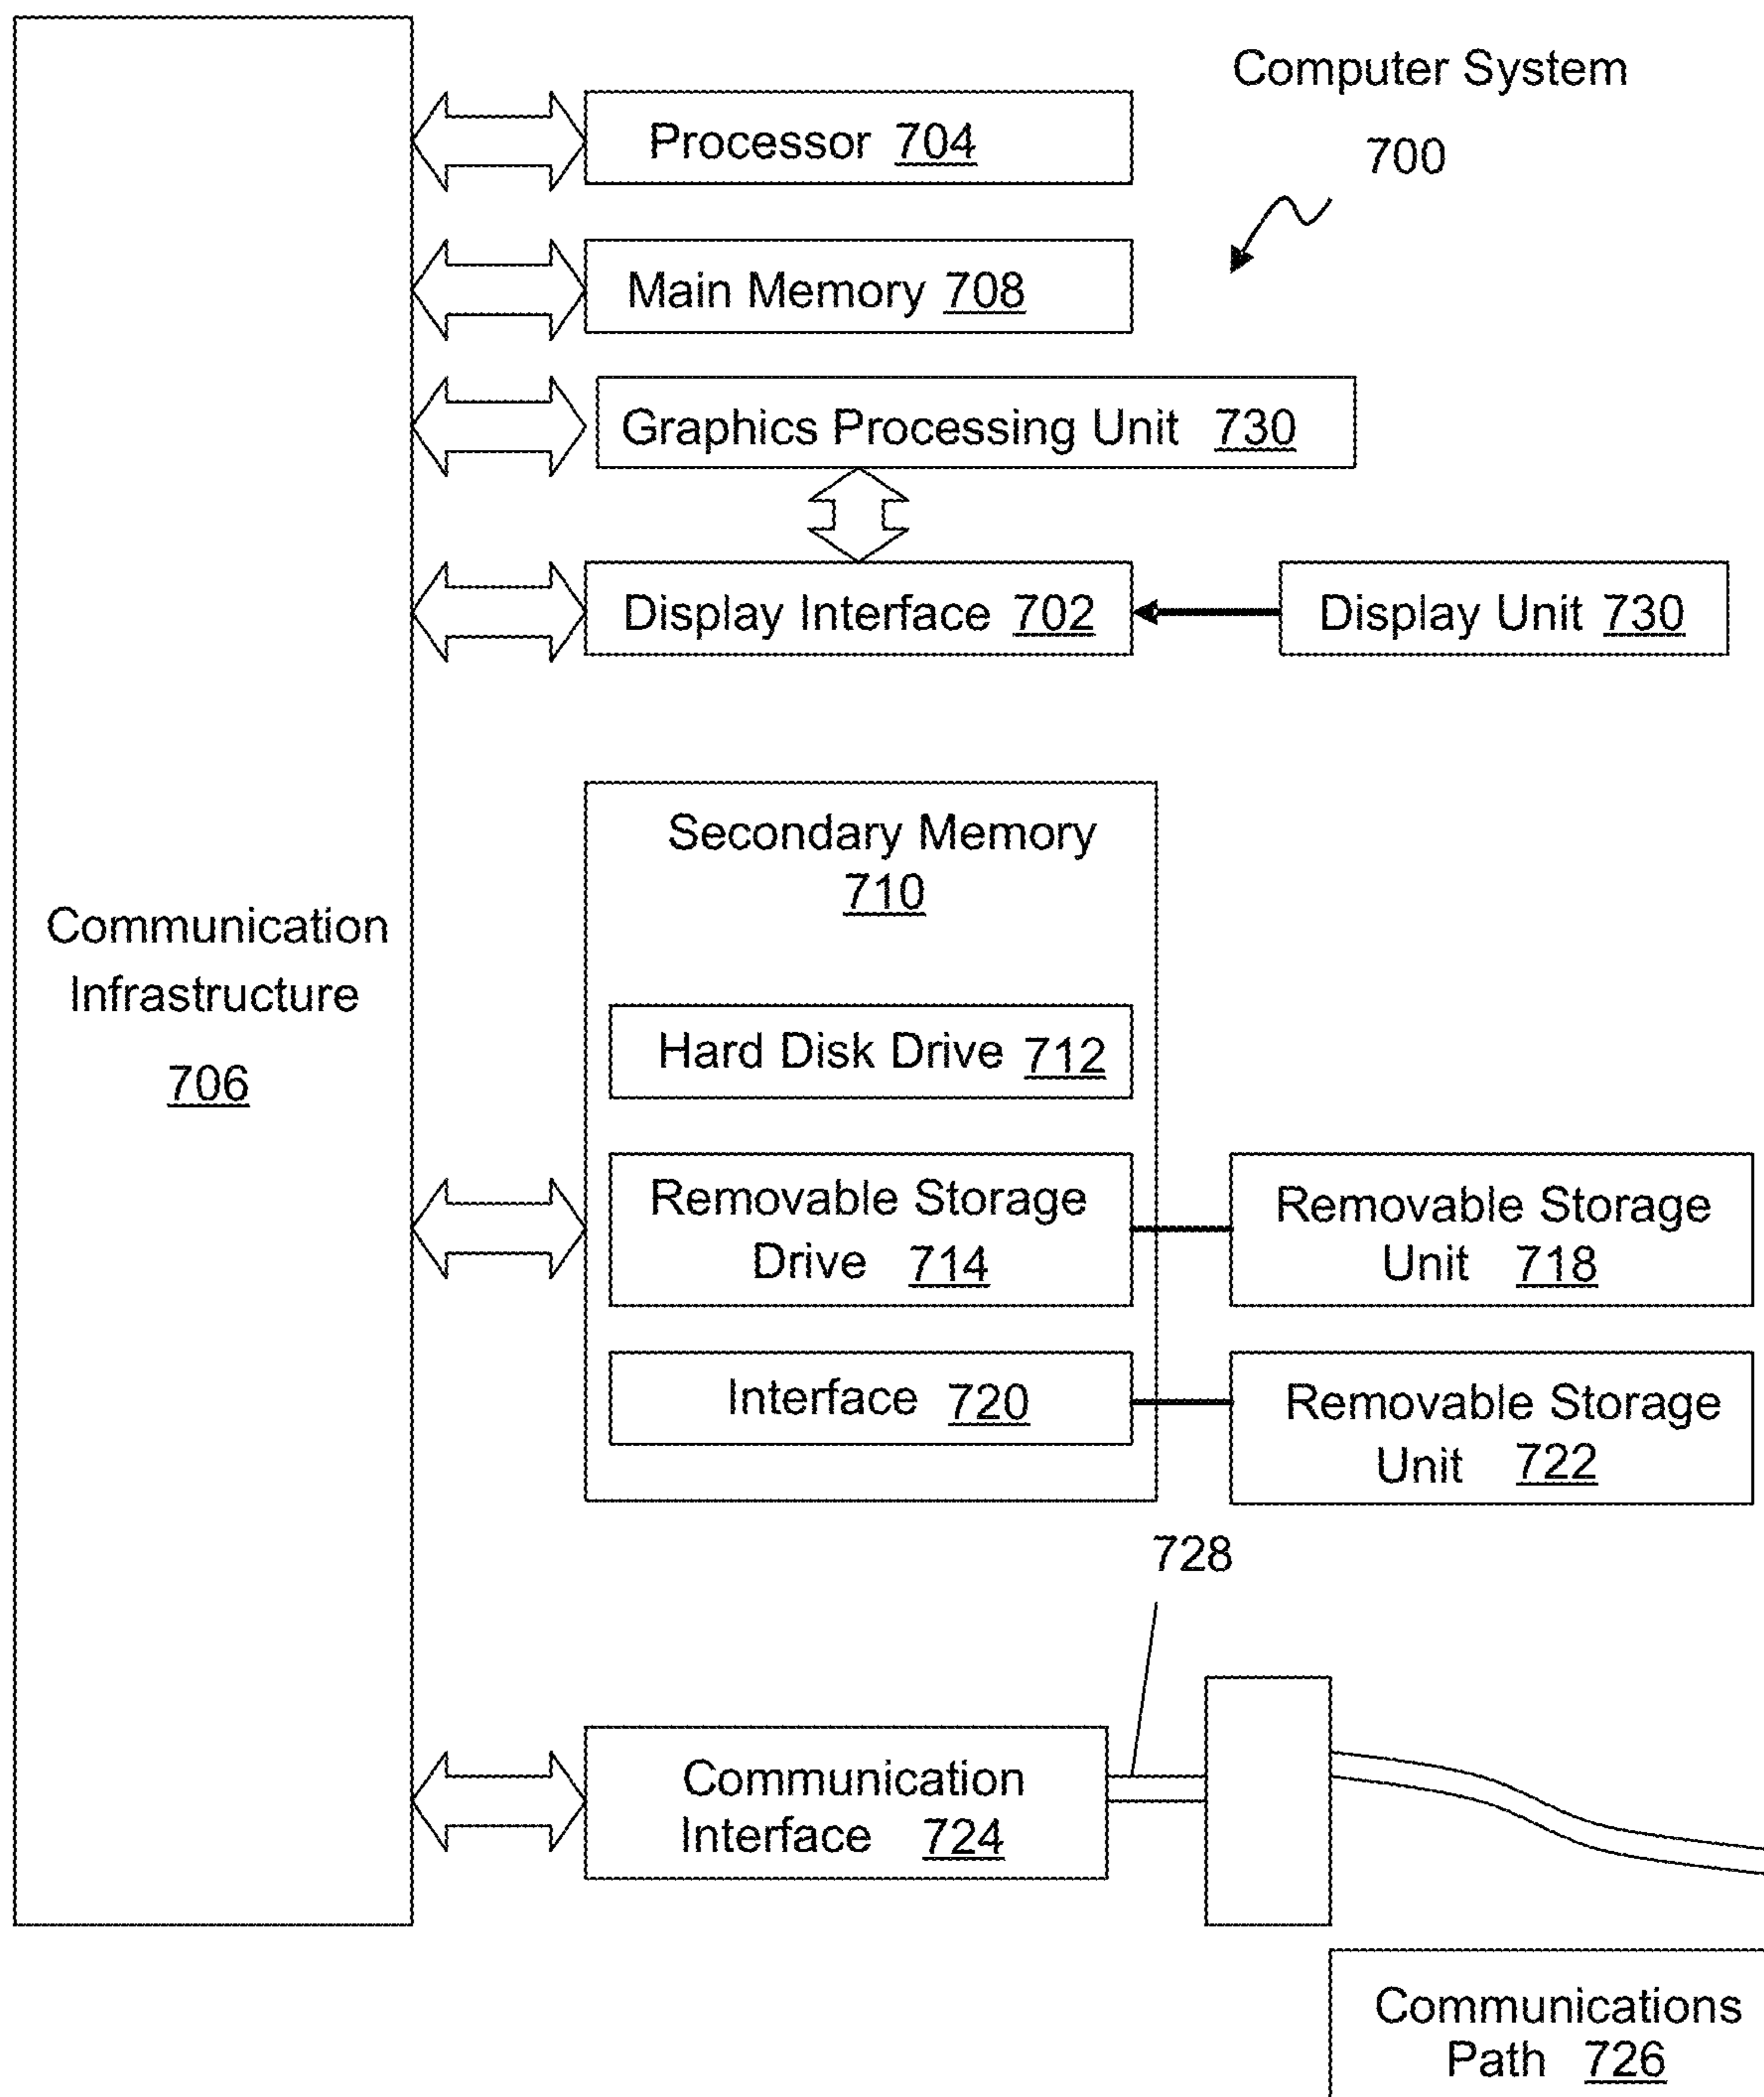 Computer System
700
Processor 704
Main Memory 708
Graphics Processing Unit 730
Display Interface 702
Display Unit 730
Secondary Memory
710
Communication
Infrastructure
706
Hard Disk Drive 712
Removable Storage
Drive 714
Removable Storage
Unit 718
Interface 720
Removable Storage
Unit 722
728
Communication
Interface 724
Communications
Path 726